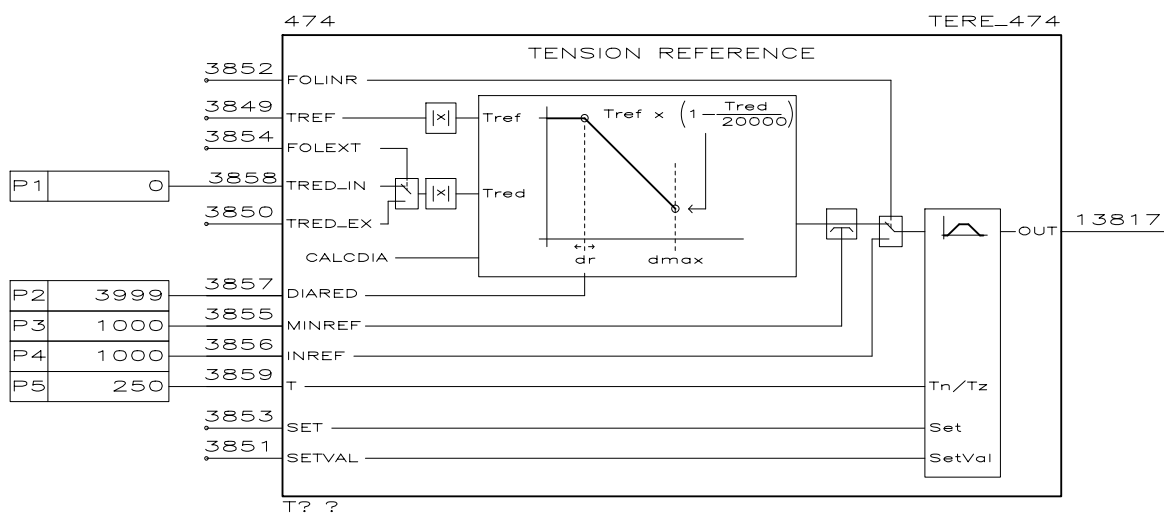 474 TERE_474
TENSION REFERENCE
3852 FOLINR
3849 TREF |x| Tref
Tref x (1-Tred/20000)
3854 FOLEXT
P1 0 3858 TRED_IN |x| Tred
3850 TRED_EX
OUT 13817
CALCDIA dr dmax
P2 3999 3857 DIARED
P3 1000 3855 MINREF
P4 1000 3856 INREF
P5 250 3859 T Tn/Tz
3853 SET Set
3851 SETVAL SetVal
T? ?